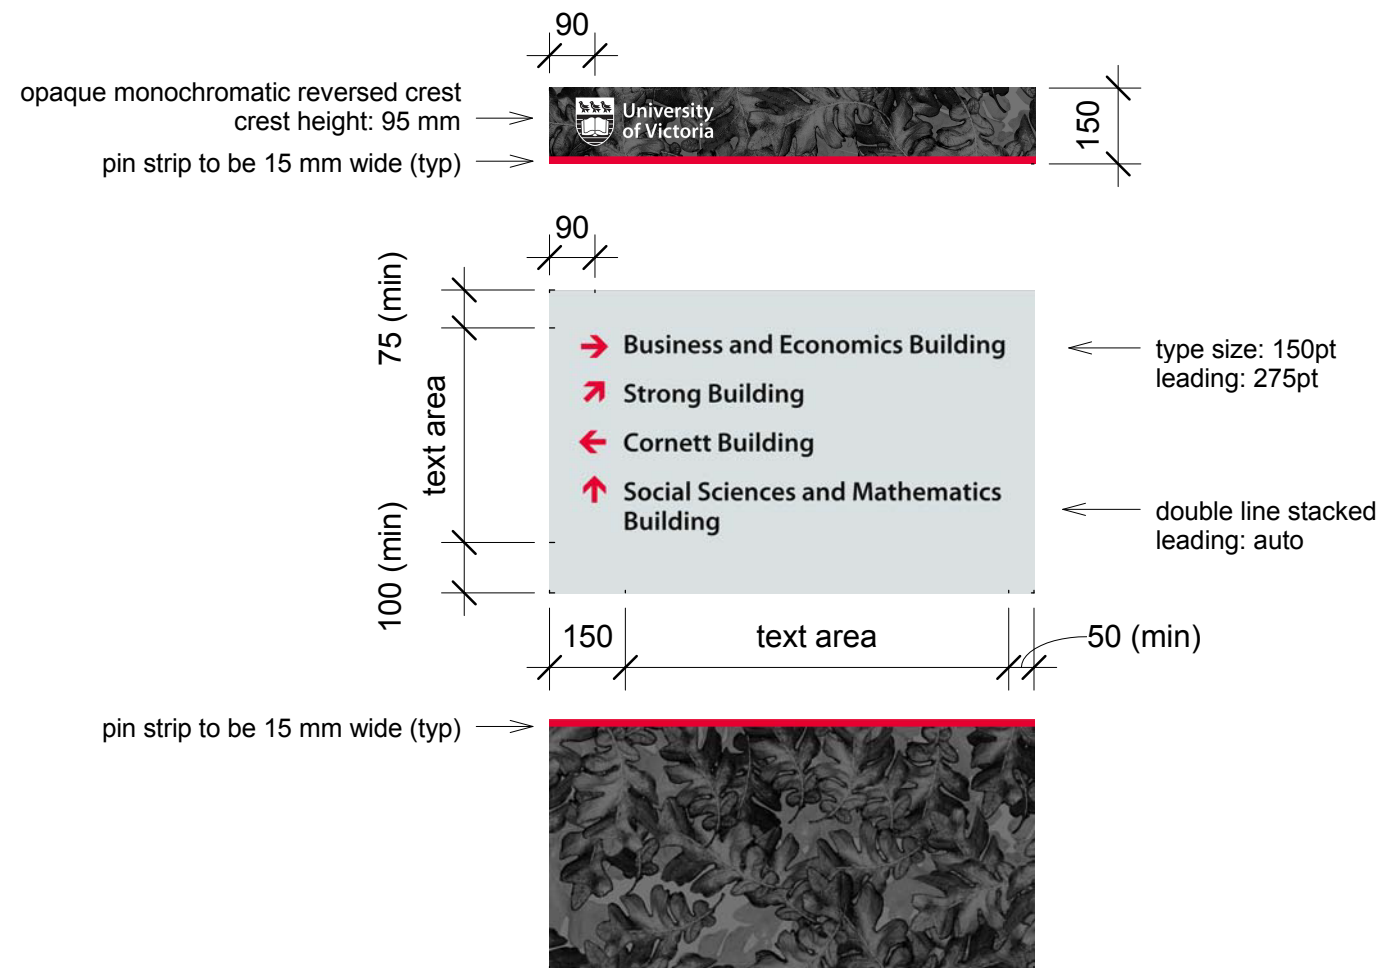 90
opaque monochromatic reversed crest
crest height: 95 mm
University
of Victoria
150
pin strip to be 15 mm wide (typ)
90
75 (min)
text area
100 (min)
Business and Economics Building
Strong Building
Cornett Building
Social Sciences and Mathematics
Building
type size: 150pt
leading: 275pt
double line stacked
leading: auto
150
text area
50 (min)
pin strip to be 15 mm wide (typ)